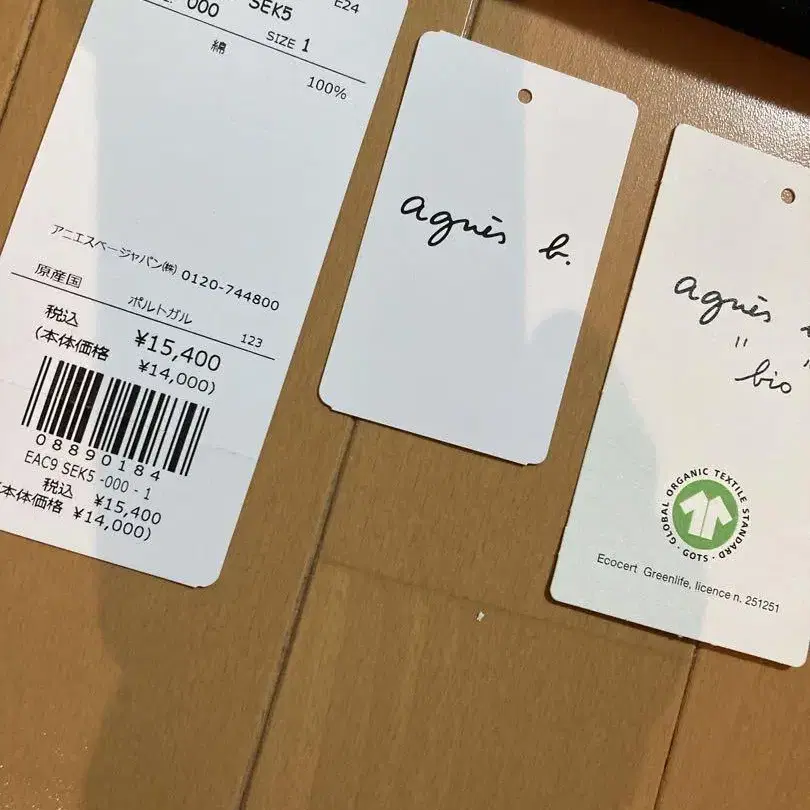 000 SEK5 E24
SIZE 1
綿
100%
アニエスベージャパン㈱ 0120-744800
原産国
ポルトガル
123
税込 ¥15,400
(本体価格 ¥14,000)
08890184
EAC9 SEK5 -000 - 1
税込 ¥15,400
本体価格 ¥14,000)
agnès b.
agnès
" "
bio
GLOBAL ORGANIC TEXTILE STANDARD
· GOTS ·
Ecocert Greenlife, licence n. 251251